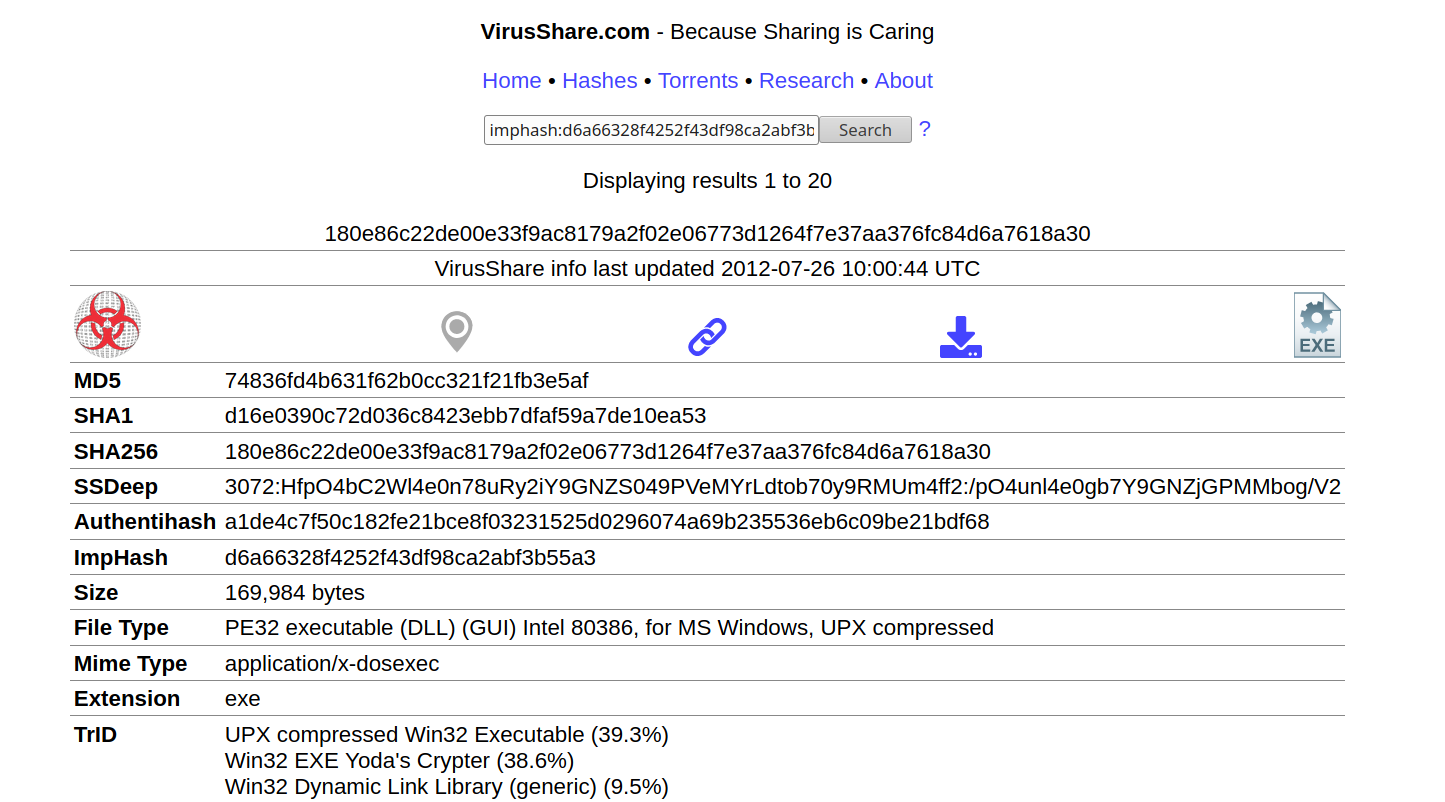 VirusShare.com - Because Sharing is Caring
Home • Hashes • Torrents • Research • About
imphash:d6a66328f4252f43df98ca2abf3b Search ?
Displaying results 1 to 20
180e86c22de00e33f9ac8179a2f02e06773d1264f7e37aa376fc84d6a7618a30
VirusShare info last updated 2012-07-26 10:00:44 UTC
EXE
MD5 74836fd4b631f62b0cc321f21fb3e5af
SHA1 d16e0390c72d036c8423ebb7dfaf59a7de10ea53
SHA256 180e86c22de00e33f9ac8179a2f02e06773d1264f7e37aa376fc84d6a7618a30
SSDeep 3072:HfpO4bC2Wl4e0n78uRy2iY9GNZS049PVeMYrLdtob70y9RMUm4ff2:/pO4unl4e0gb7Y9GNZjGPMMbog/V2
Authentihash a1de4c7f50c182fe21bce8f03231525d0296074a69b235536eb6c09be21bdf68
ImpHash d6a66328f4252f43df98ca2abf3b55a3
Size 169,984 bytes
File Type PE32 executable (DLL) (GUI) Intel 80386, for MS Windows, UPX compressed
Mime Type application/x-dosexec
Extension exe
TrID UPX compressed Win32 Executable (39.3%)
Win32 EXE Yoda's Crypter (38.6%)
Win32 Dynamic Link Library (generic) (9.5%)